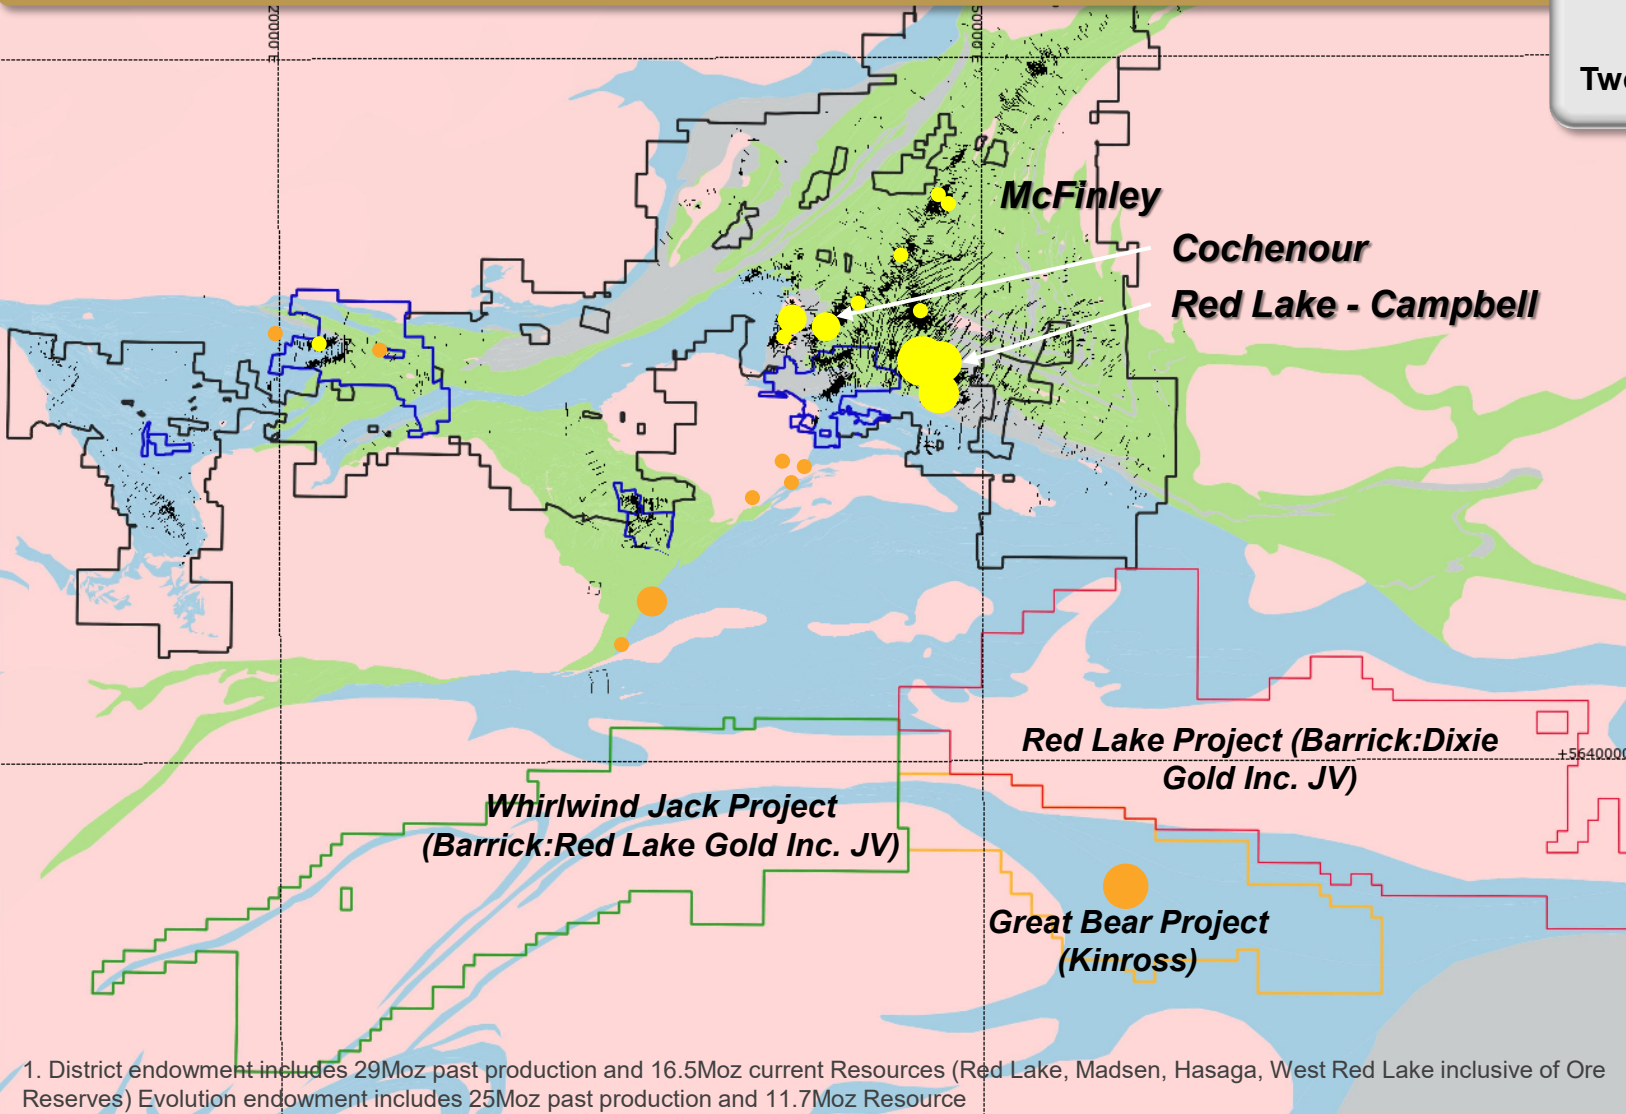 20000 E
50000 E
McFinley
Cochenour
Red Lake - Campbell
Red Lake Project (Barrick:Dixie
Gold Inc. JV)
+5640000
Whirlwind Jack Project
(Barrick:Red Lake Gold Inc. JV)
Great Bear Project
(Kinross)
1. District endowment includes 29Moz past production and 16.5Moz current Resources (Red Lake, Madsen, Hasaga, West Red Lake inclusive of Ore
Reserves) Evolution endowment includes 25Moz past production and 11.7Moz Resource